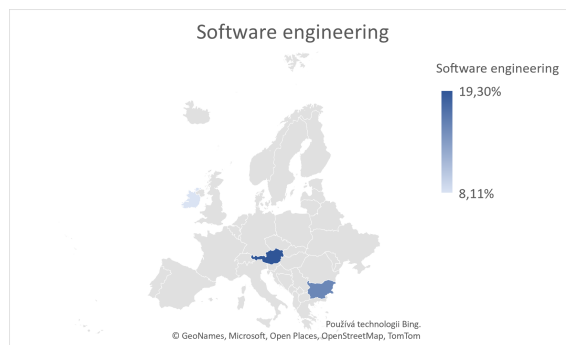 Software engineering
Software engineering
19,30%
8,11%
Používá technologii Bing.
© GeoNames, Microsoft, Open Places, OpenStreetMap, TomTom